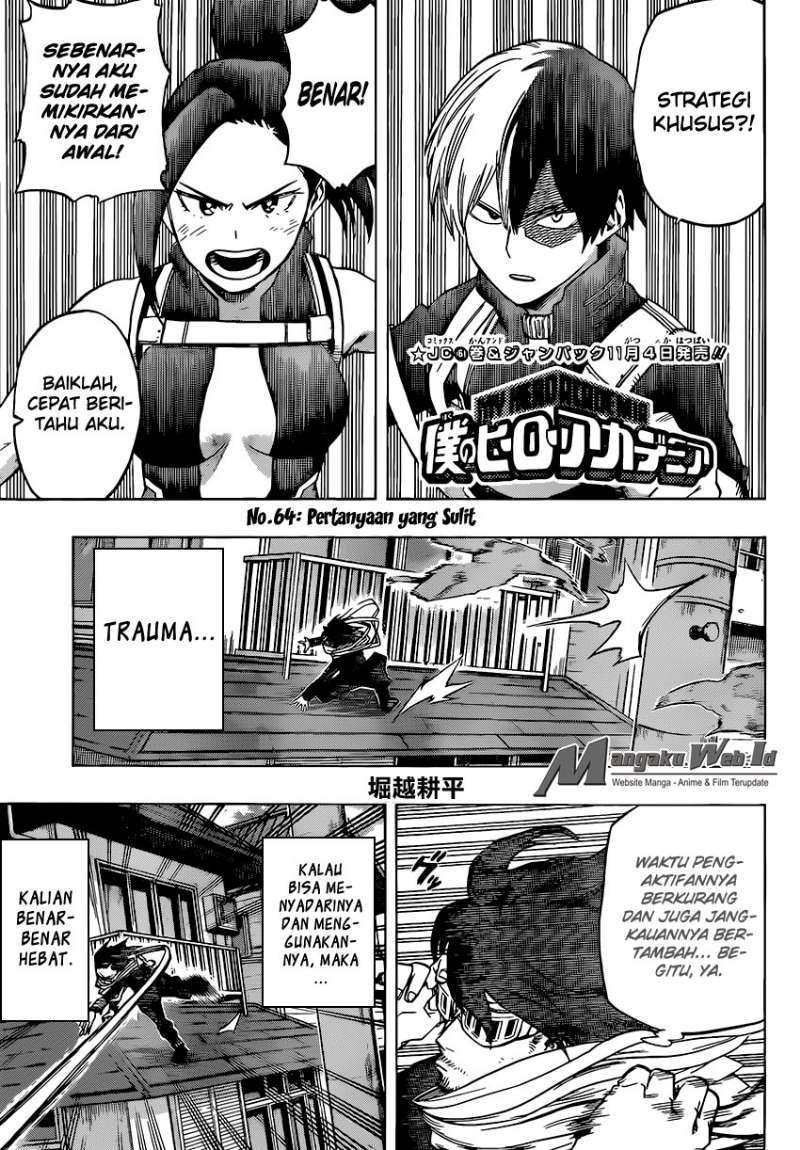 STRATEGI
KHUSUS?!
BENAR!
SEBENAR-
NYA AKU
SUDAH ME-
MIKIRKAN-
NYA DARI
AWAL!
BAIKLAH,
CEPAT BERI-
TAHU AKU.
★JC6巻&ジャンパック11月4日発売!!
MY HERO ACADEMIA
僕のヒーローアカデミア
No.64: Pertanyaan yang Sulit
TRAUMA...
Mangaku Web Id
Website Manga - Anime & Film Terupdate
堀越耕平
WAKTU PENG-
AKTIFANNYA
BERKURANG
DAN JUGA JANG-
KAUANNYA BER-
TAMBAH... BE-
GITU, YA.
KALAU
BISA ME-
NYADARINYA
DAN MENG-
GUNAKAN-
NYA, MAKA
...
KALIAN
BENAR-
BENAR
HEBAT.